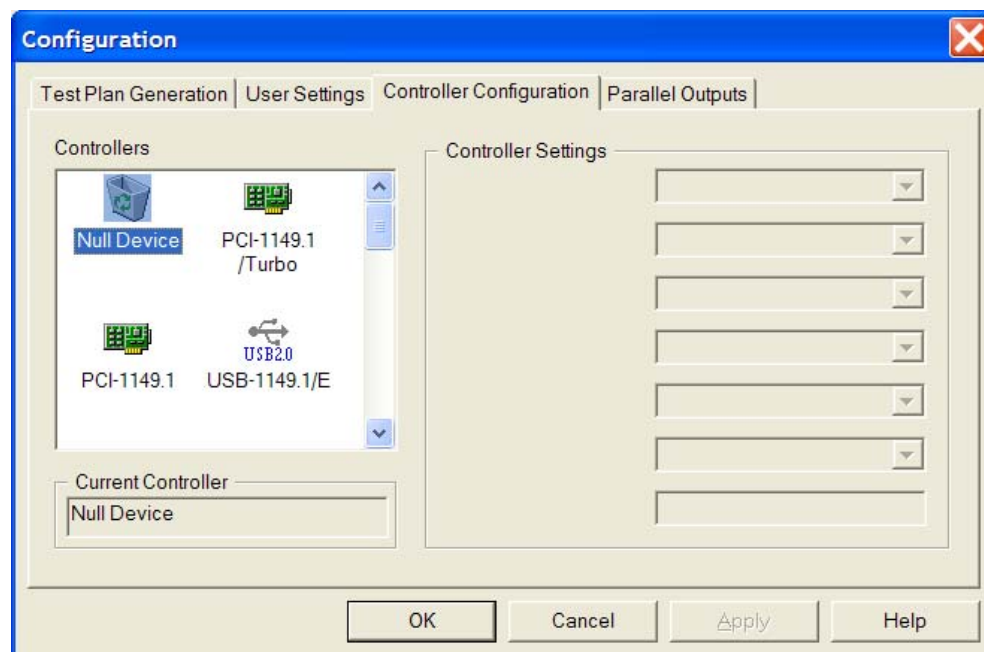 Configuration
Test Plan Generation
User Settings
Controller Configuration
Parallel Outputs
Controllers
Null Device
PCI-1149.1
/Turbo
PCI-1149.1
USB2.0
USB-1149.1/E
Current Controller
Null Device
Controller Settings
OK
Cancel
Apply
Help